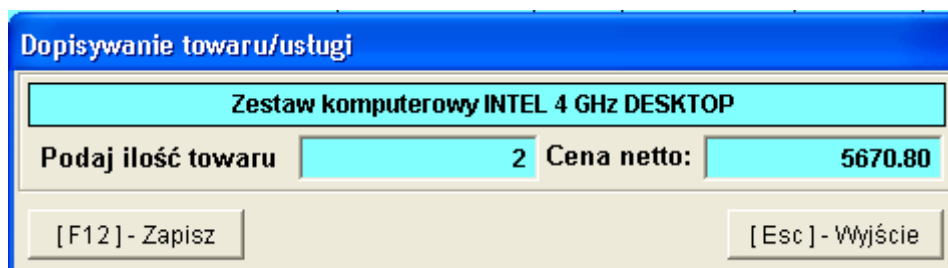 Dopisywanie towaru/usługi
Zestaw komputerowy INTEL 4 GHz DESKTOP
Podaj ilość towaru 2 Cena netto: 5670.80
[F12] - Zapisz [Esc] - Wyjście